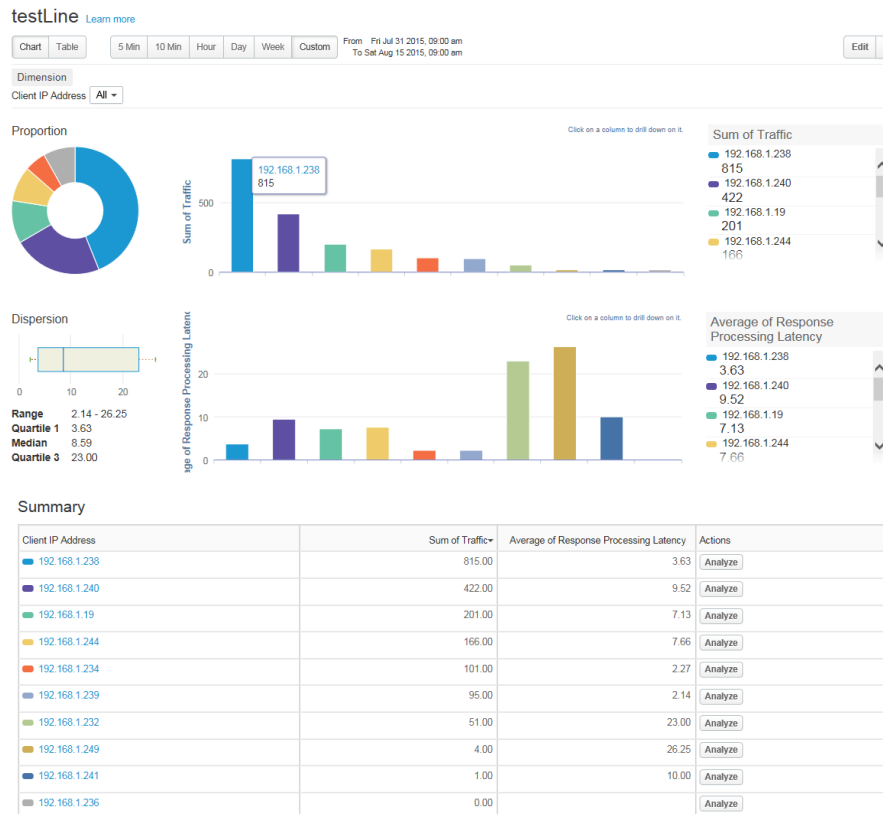 testLine Learn more
Chart Table 5 Min 10 Min Hour Day Week Custom From Fri Jul 31 2015, 09:00 am
To Sat Aug 15 2015, 09:00 am
Edit
Dimension
Client IP Address All
Proportion
Click on a column to drill down on it.
Sum of Traffic
500
0
192.168.1.238
815
Sum of Traffic
192.168.1.238
815
192.168.1.240
422
192.168.1.19
201
192.168.1.244
166
Dispersion
0 10 20
Range 2.14 - 26.25
Quartile 1 3.63
Median 8.59
Quartile 3 23.00
Click on a column to drill down on it.
ge of Response Processing Latenc
20
10
0
Average of Response
Processing Latency
192.168.1.238
3.63
192.168.1.240
9.52
192.168.1.19
7.13
192.168.1.244
7.66
Summary
Client IP Address Sum of Traffic Average of Response Processing Latency Actions
192.168.1.238 815.00 3.63 Analyze
192.168.1.240 422.00 9.52 Analyze
192.168.1.19 201.00 7.13 Analyze
192.168.1.244 166.00 7.66 Analyze
192.168.1.234 101.00 2.27 Analyze
192.168.1.239 95.00 2.14 Analyze
192.168.1.232 51.00 23.00 Analyze
192.168.1.249 4.00 26.25 Analyze
192.168.1.241 1.00 10.00 Analyze
192.168.1.236 0.00 Analyze